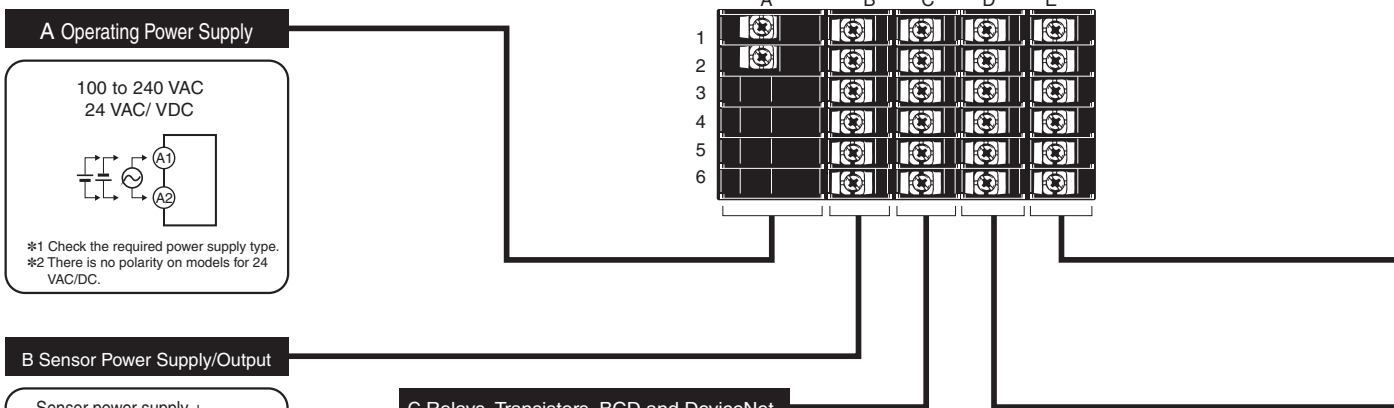 A B C D E
A Operating Power Supply
1
2
3
4
5
6
100 to 240 VAC
24 VAC/ VDC
A1
A2
✽1 Check the required power supply type.
✽2 There is no polarity on models for 24
VAC/DC.
B Sensor Power Supply/Output
Sensor power supply +
C Relays, Transistors, BCD and DeviceNet